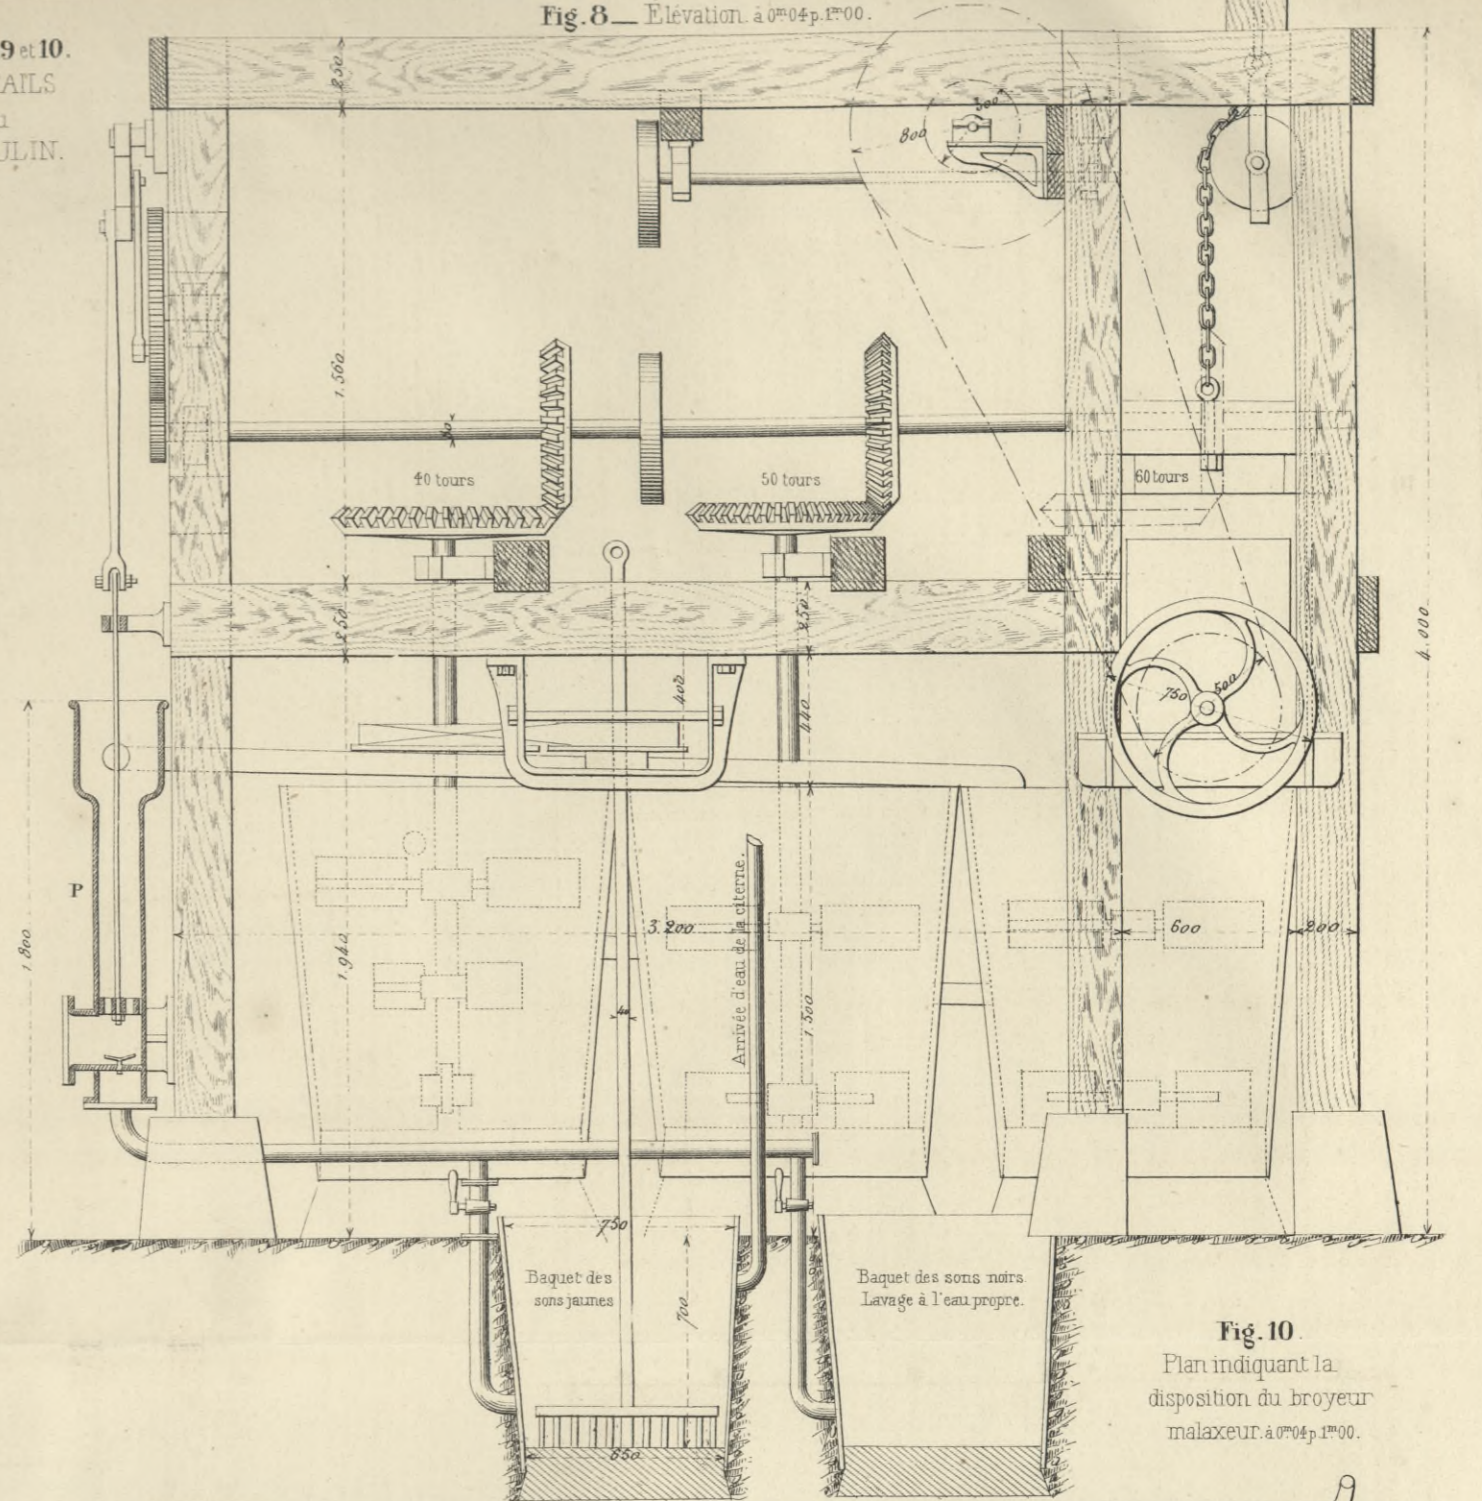 Fig. 8 — Elévation. à 0m04 p. 1m00.
9 et 10.
AILS
ULIN.
250
300
800
1.560
80
40 tours
50 tours
60 tours
250
250
4.000
400
440
750
500
P
1.800
3.200
600
200
1.940
40
1.500
Arrivée d'eau de la citerne.
750
700
Baquet des
sons jaunes
Baquet des sons noirs
Lavage à l'eau propre.
650
Fig. 10.
Plan indiquant la
disposition du broyeur
malaxeur. à 0m04 p. 1m00.